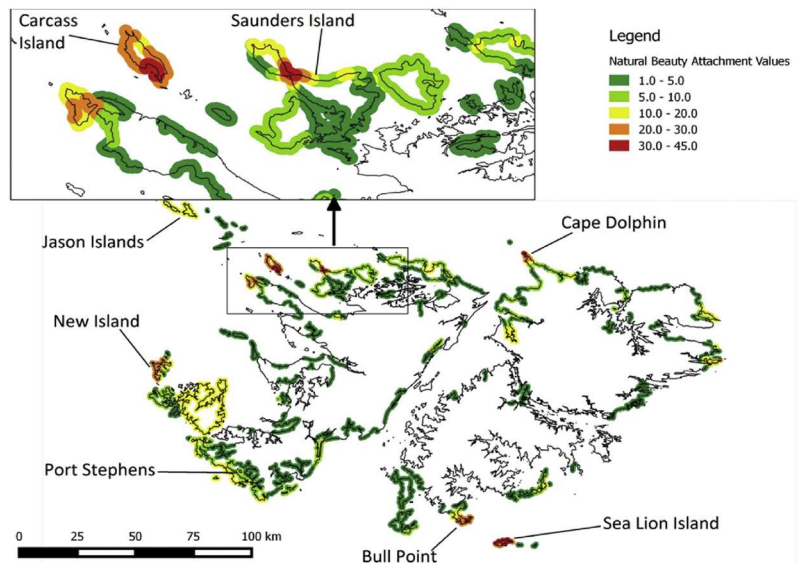 Carcass
Island
Saunders Island
Legend
Natural Beauty Attachment Values
1.0 - 5.0
5.0 - 10.0
10.0 - 20.0
20.0 - 30.0
30.0 - 45.0
Jason Islands
Cape Dolphin
New Island
Port Stephens
Sea Lion Island
Bull Point
0 25 50 75 100 km